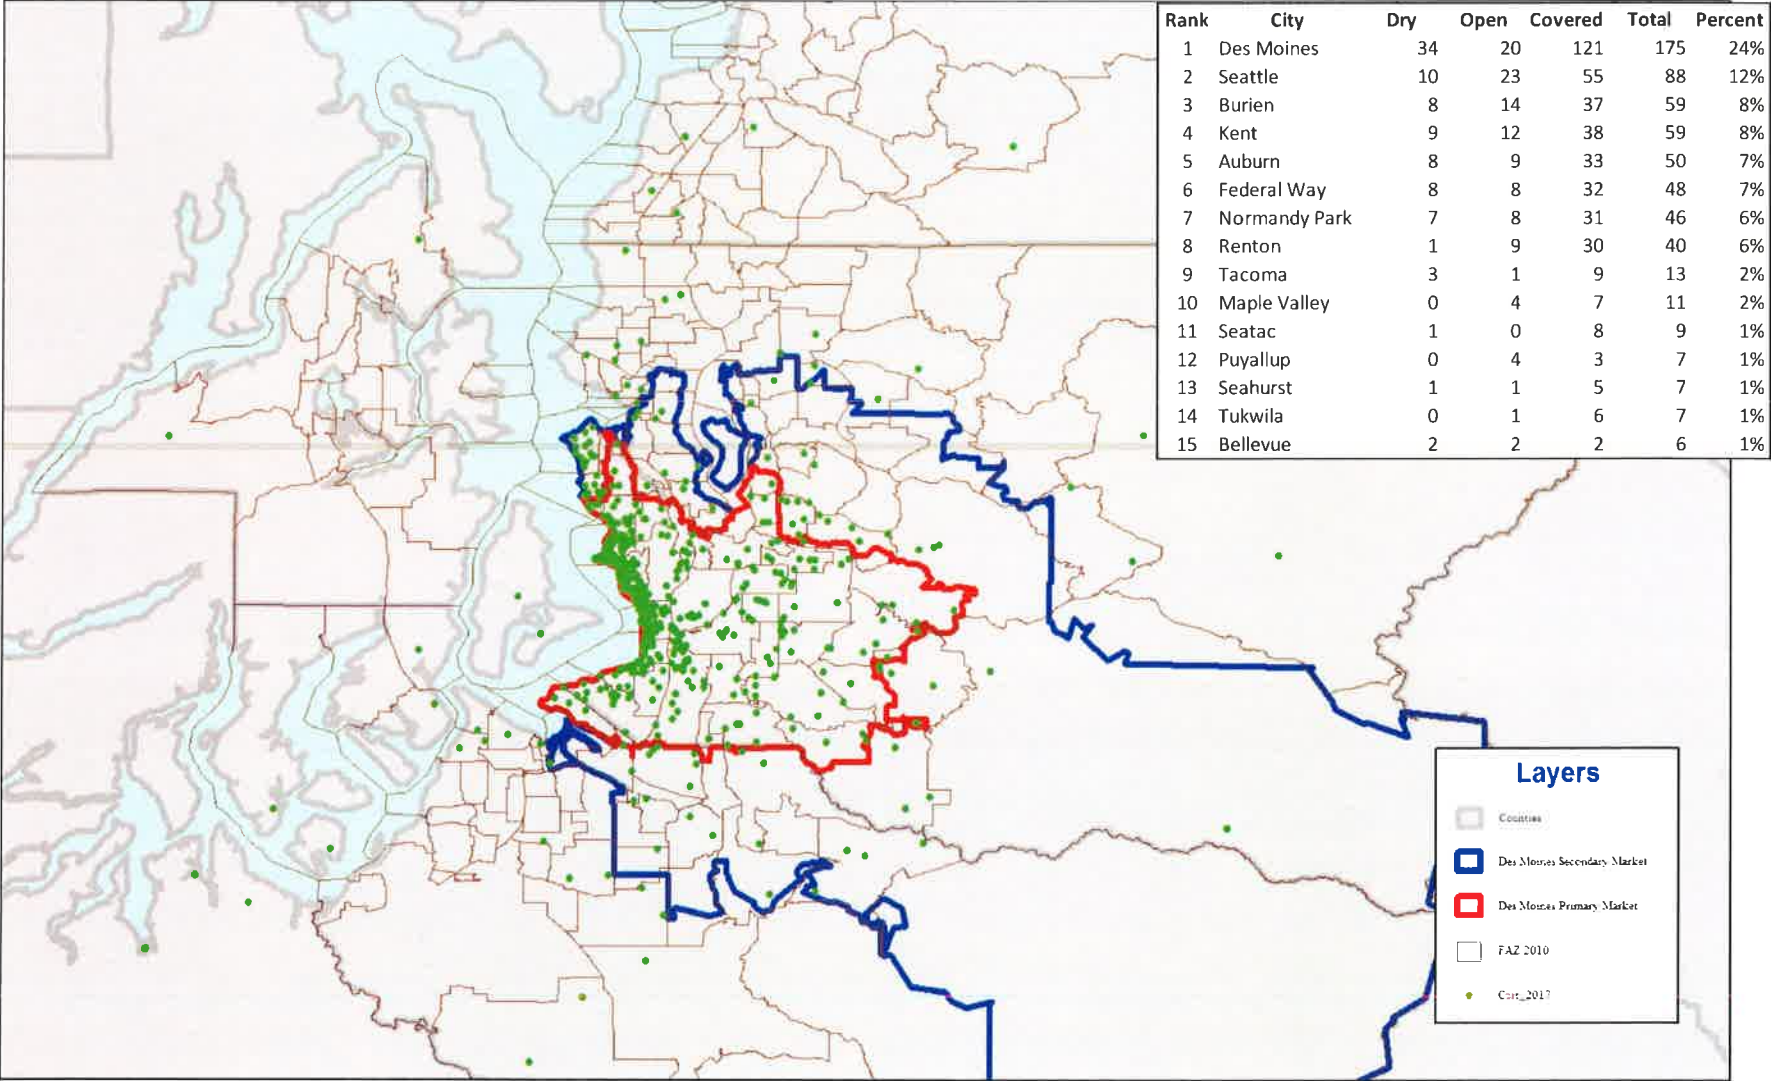 Rank City Dry Open Covered Total Percent
1 Des Moines 34 20 121 175 24%
2 Seattle 10 23 55 88 12%
3 Burien 8 14 37 59 8%
4 Kent 9 12 38 59 8%
5 Auburn 8 9 33 50 7%
6 Federal Way 8 8 32 48 7%
7 Normandy Park 7 8 31 46 6%
8 Renton 1 9 30 40 6%
9 Tacoma 3 1 9 13 2%
10 Maple Valley 0 4 7 11 2%
11 Seatac 1 0 8 9 1%
12 Puyallup 0 4 3 7 1%
13 Seahurst 1 1 5 7 1%
14 Tukwila 0 1 6 7 1%
15 Bellevue 2 2 2 6 1%
Layers
Counties
Des Moines Secondary Market
Des Moines Primary Market
FAZ 2010